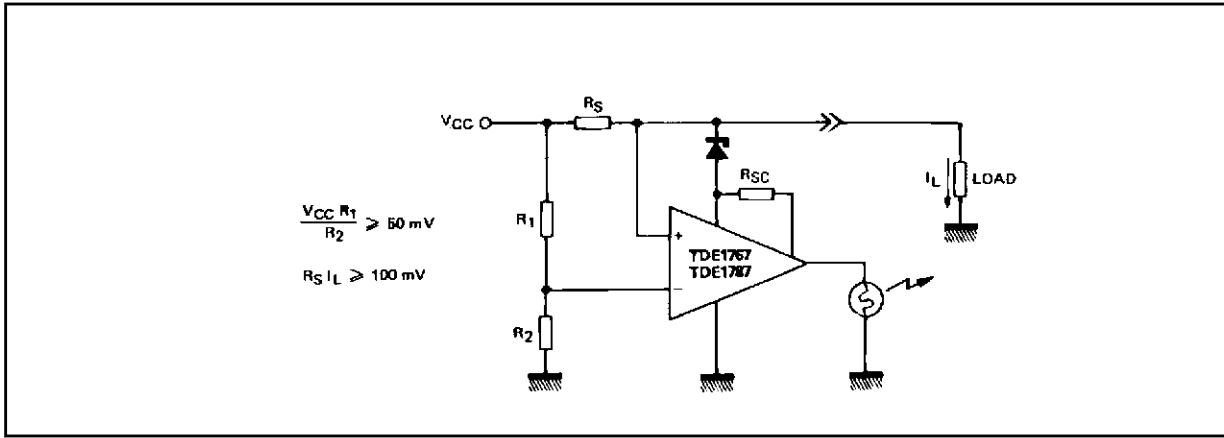 RS
VCC
RSC
IL LOAD
R1
VCC R1
R2
⩾ 50 mV
RS IL ⩾ 100 mV
+
TDE1767
TDE1787
−
R2